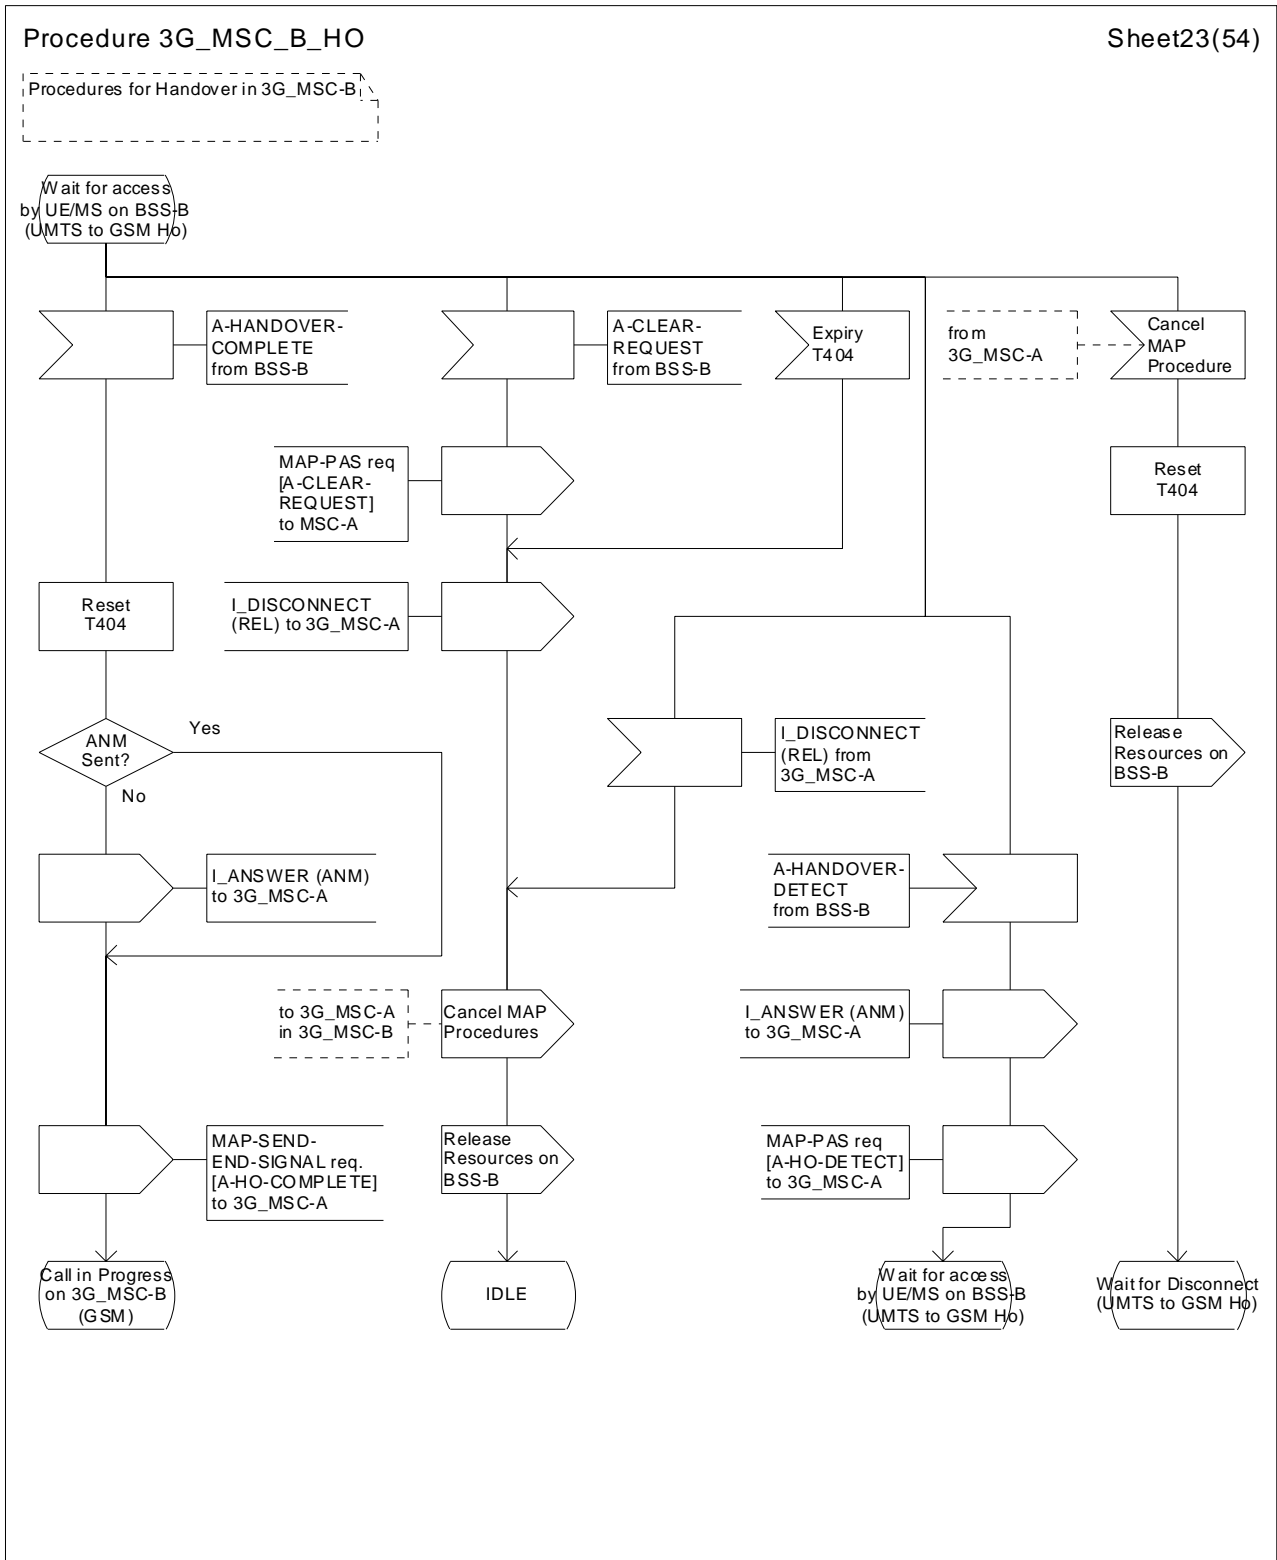 Procedure 3G_MSC_B_HO
Sheet23(54)
Procedures for Handover in 3G_MSC-B
Wait for access
by UE/MS on BSS-B
(UMTS to GSM Ho)
A-HANDOVER-
COMPLETE
from BSS-B
A-CLEAR-
REQUEST
from BSS-B
Expiry
T404
from
3G_MSC-A
Cancel
MAP
Procedure
MAP-PAS req
[A-CLEAR-
REQUEST]
to MSC-A
Reset
T404
Reset
T404
I_DISCONNECT
(REL) to 3G_MSC-A
ANM
Sent?
Yes
No
I_DISCONNECT
(REL) from
3G_MSC-A
Release
Resources on
BSS-B
I_ANSWER (ANM)
to 3G_MSC-A
A-HANDOVER-
DETECT
from BSS-B
to 3G_MSC-A
in 3G_MSC-B
Cancel MAP
Procedures
I_ANSWER (ANM)
to 3G_MSC-A
MAP-SEND-
END-SIGNAL req.
[A-HO-COMPLETE]
to 3G_MSC-A
Release
Resources on
BSS-B
MAP-PAS req
[A-HO-DETECT]
to 3G_MSC-A
Call in Progress
on 3G_MSC-B
(GSM)
IDLE
Wait for access
by UE/MS on BSS-B
(UMTS to GSM Ho)
Wait for Disconnect
(UMTS to GSM Ho)